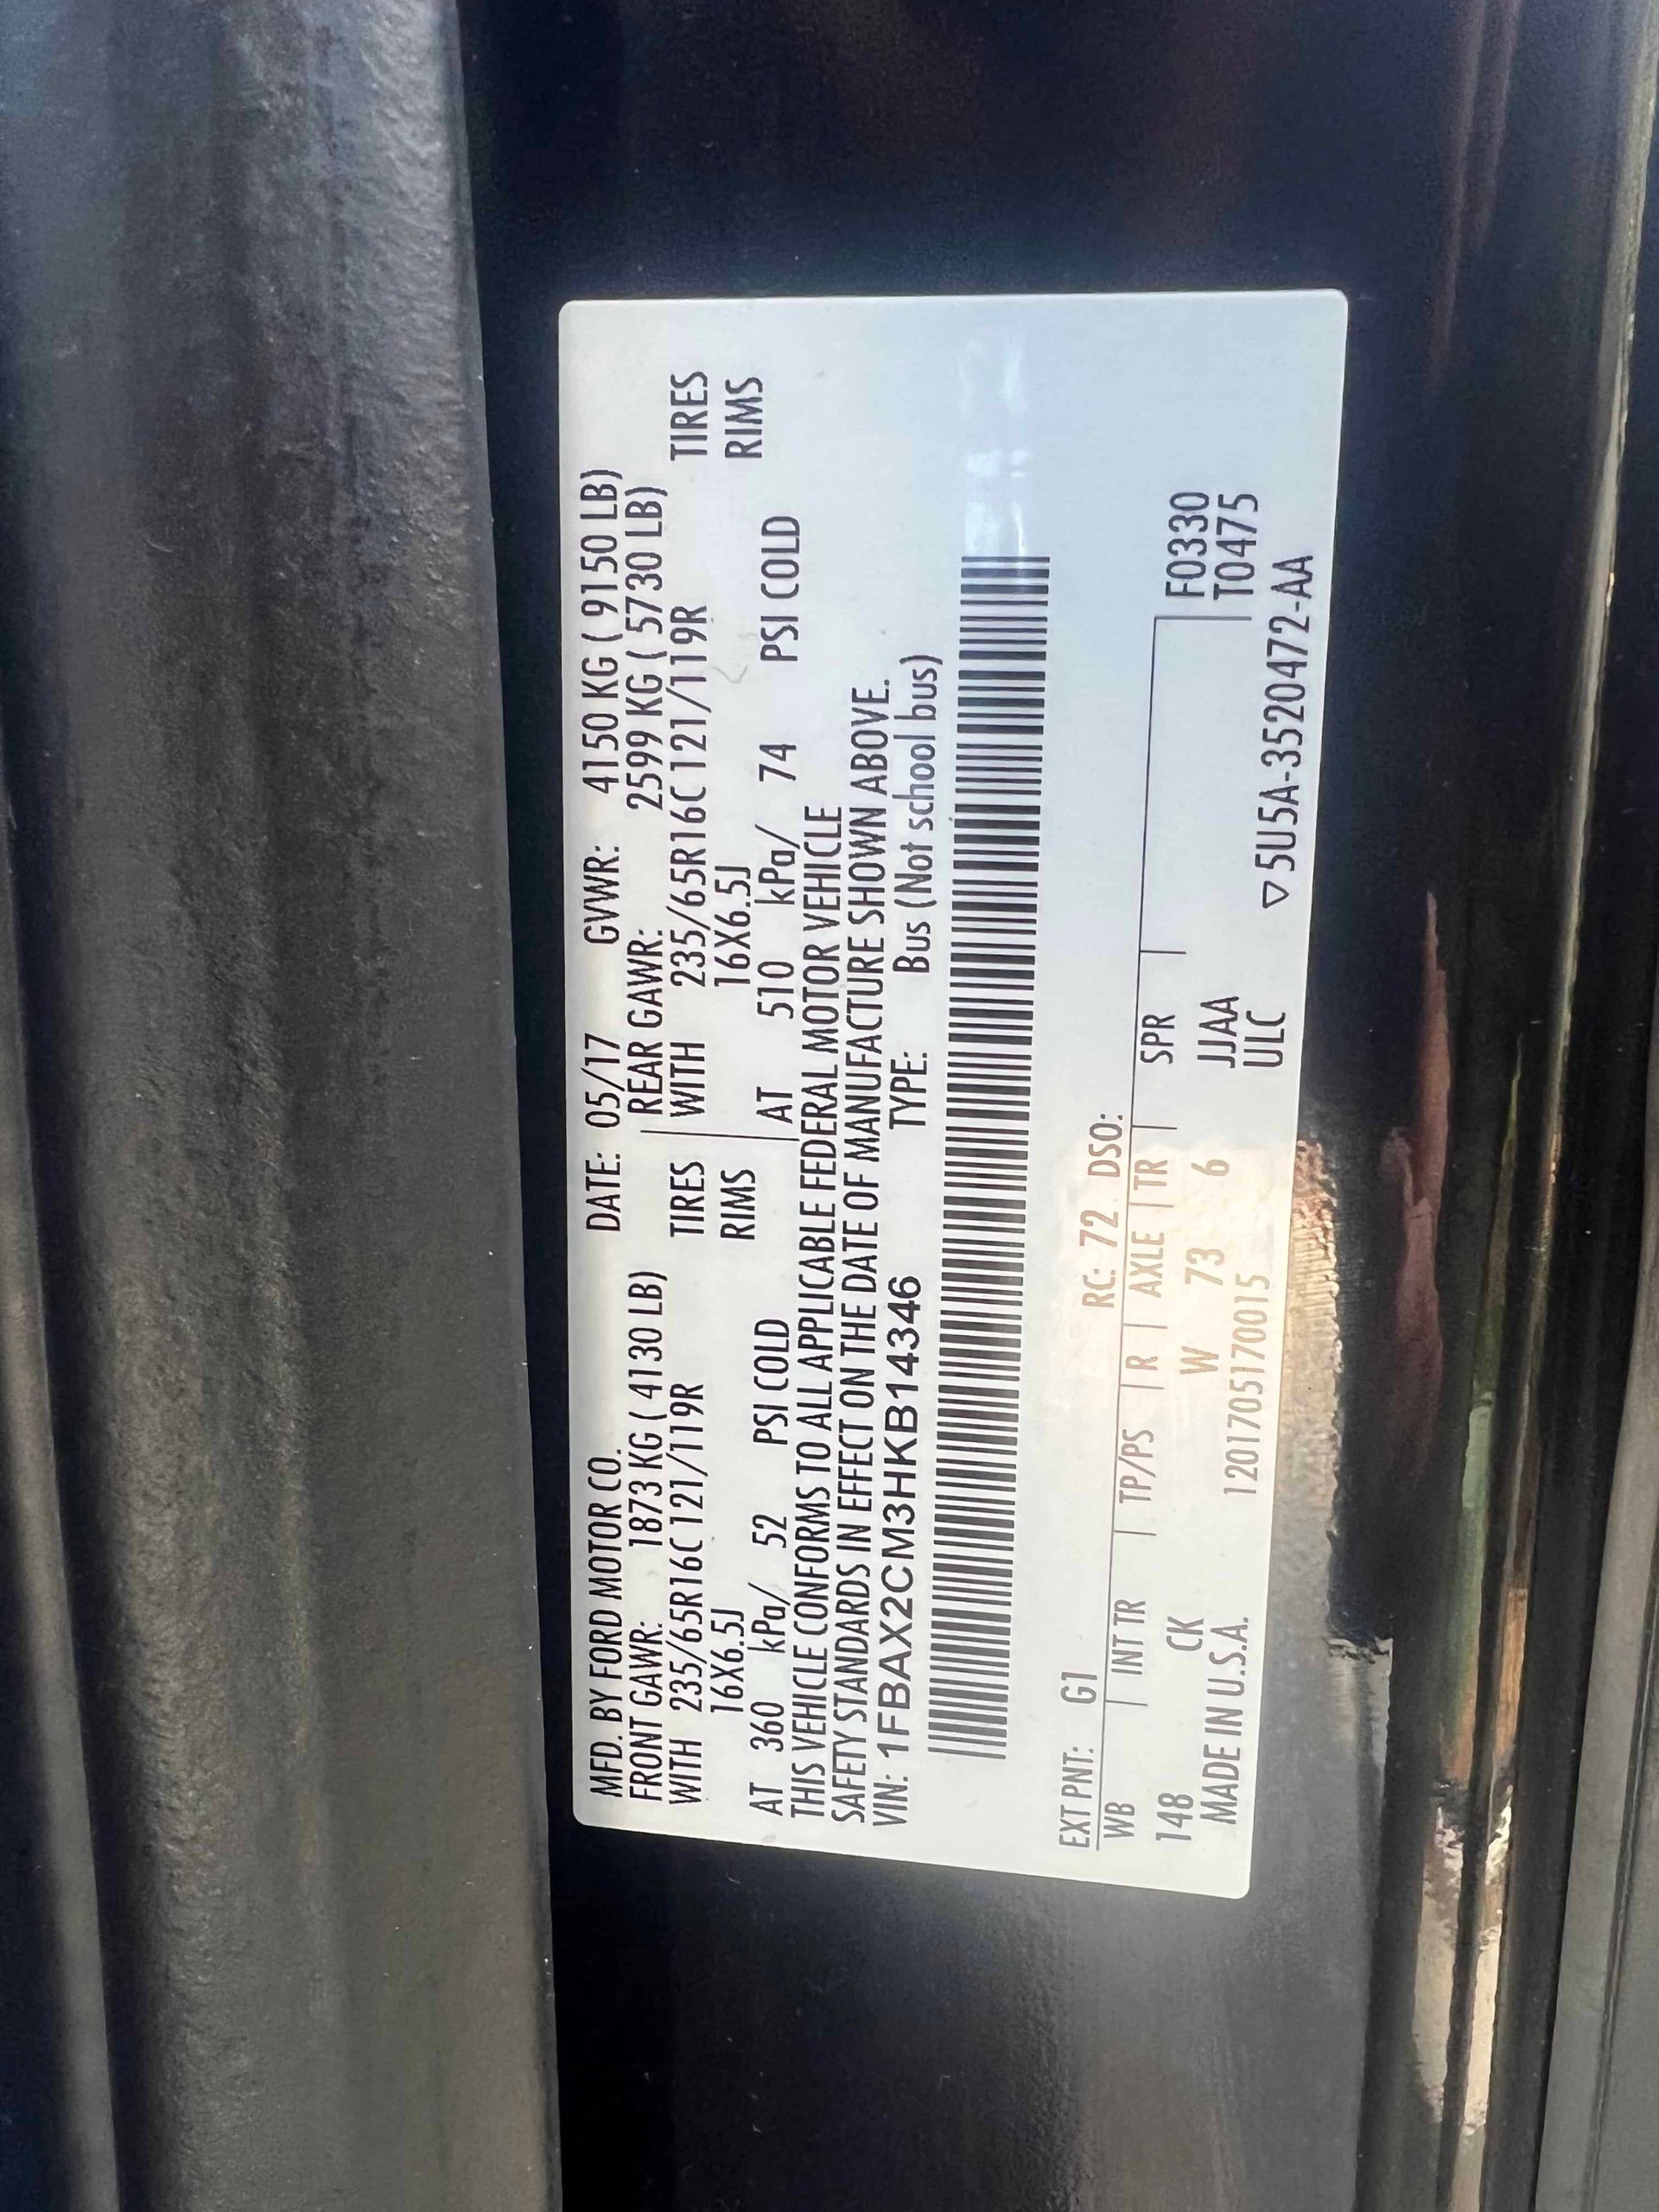 MFD. BY FORD MOTOR CO. DATE: 05/17 GVWR: 4150 KG ( 9150 LB)
FRONT GAWR: 1873 KG ( 4130 LB) REAR GAWR: 2599 KG ( 5730 LB)
WITH 235/65R16C 121/119R TIRES WITH 235/65R16C 121/119R TIRES
16X6.5J RIMS 16X6.5J RIMS
AT 360 kPa/ 52 PSI COLD AT 510 kPa/ 74 PSI COLD
THIS VEHICLE CONFORMS TO ALL APPLICABLE FEDERAL MOTOR VEHICLE
SAFETY STANDARDS IN EFFECT ON THE DATE OF MANUFACTURE SHOWN ABOVE.
VIN: 1FBAX2CM3HKB14346 TYPE: Bus (Not school bus)
EXT PNT: G1 RC: 72 DSO:
WB INT TR TP/PS R AXLE TR SPR
148 CK W 73 6 JJAA F0330
MADE IN U.S.A. 1201705170015 ULC T0475
▽5U5A-3520472-AA